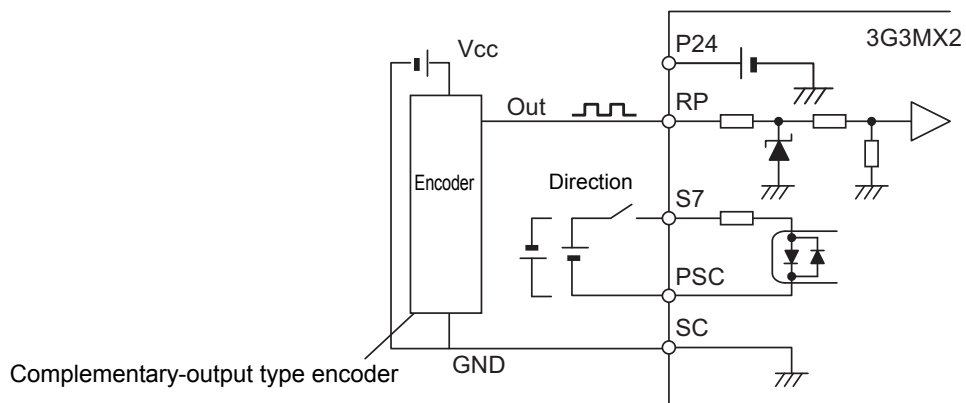 3G3MX2
P24
Vcc
RP
Out
Encoder
Direction
S7
PSC
SC
GND
Complementary-output type encoder